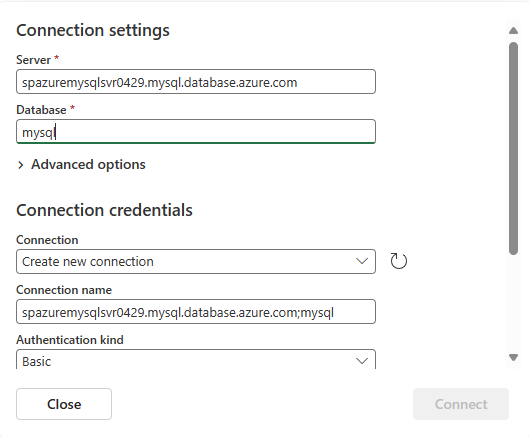 Connection settings
Server *
spazuremysqlsvr0429.mysql.database.azure.com
Database *
mysql
Advanced options
Connection credentials
Connection
Create new connection
Connection name
spazuremysqlsvr0429.mysql.database.azure.com;mysql
Authentication kind
Basic
Close
Connect